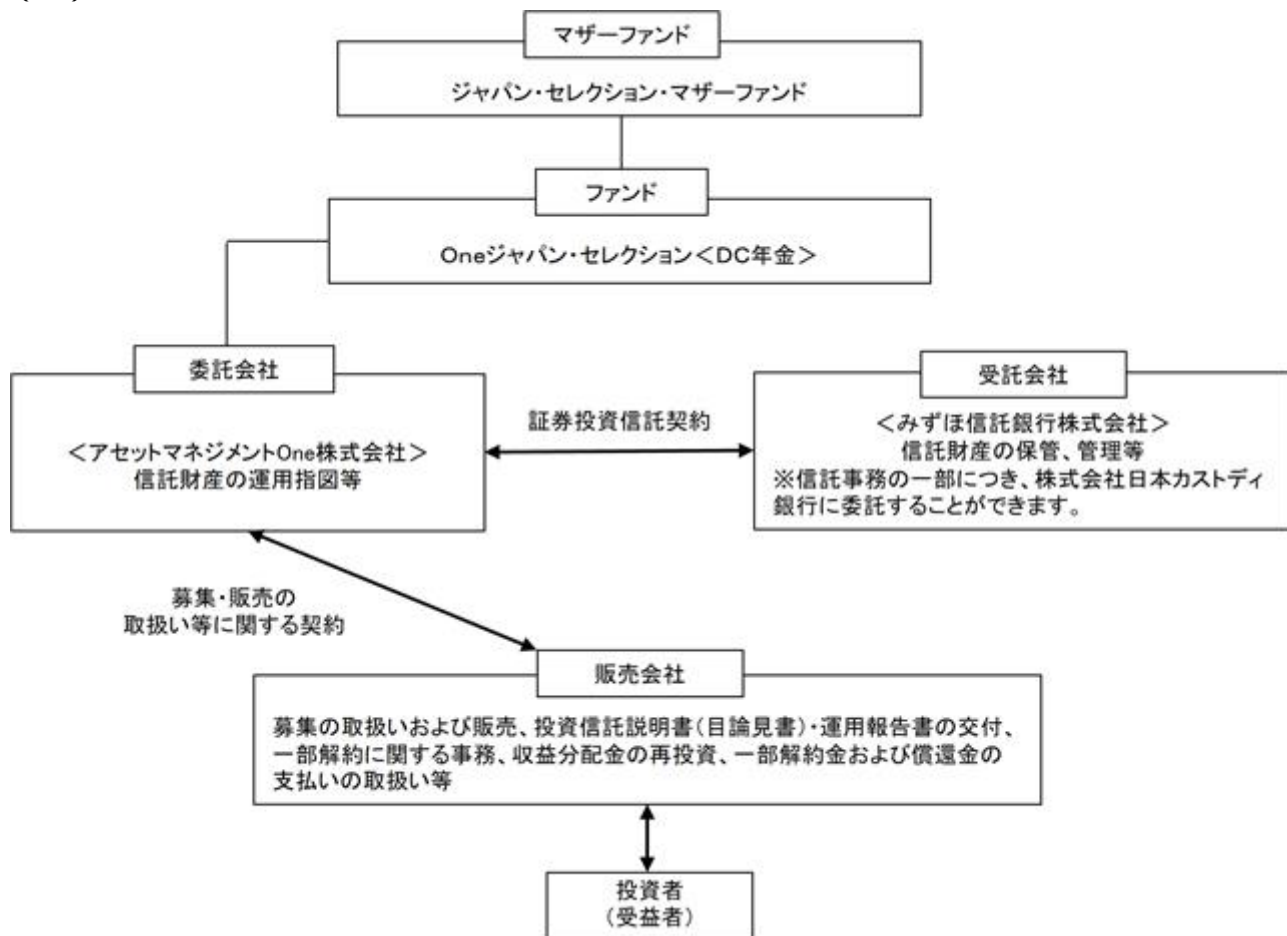 マザーファンド
ジャパン・セレクション・マザーファンド
ファンド
Oneジャパン・セレクション＜DC年金＞
委託会社
＜アセットマネジメントOne株式会社＞
信託財産の運用指図等
証券投資信託契約
受託会社
＜みずほ信託銀行株式会社＞
信託財産の保管、管理等
※信託事務の一部につき、株式会社日本カストディ
銀行に委託することができます。
募集・販売の
取扱い等に関する契約
販売会社
募集の取扱いおよび販売、投資信託説明書(目論見書)・運用報告書の交付、
一部解約に関する事務、収益分配金の再投資、一部解約金および償還金の
支払いの取扱い等
投資者
(受益者)